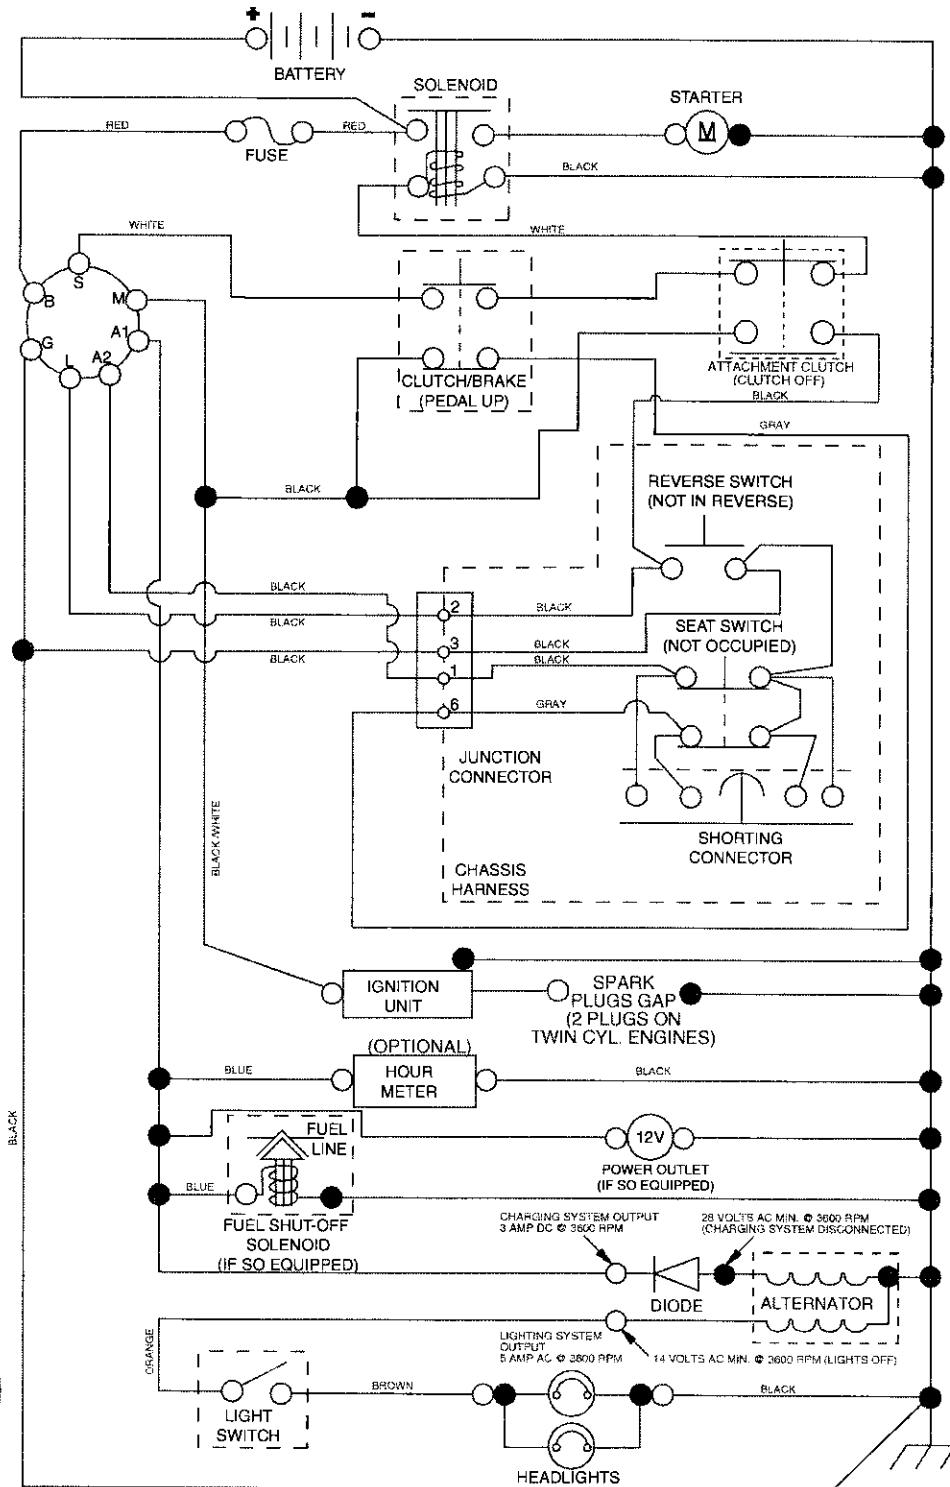 + -
BATTERY
SOLENOID
STARTER
M
RED
RED
FUSE
BLACK
WHITE
WHITE
S
B
M
A1
G
A2
L
CLUTCH/BRAKE
(PEDAL UP)
ATTACHMENT CLUTCH
(CLUTCH OFF)
BLACK
GRAY
BLACK
REVERSE SWITCH
(NOT IN REVERSE)
BLACK
2
BLACK
BLACK
SEAT SWITCH
(NOT OCCUPIED)
3
BLACK
BLACK
BLACK
1
6
GRAY
JUNCTION
CONNECTOR
SHORTING
CONNECTOR
CHASSIS
HARNESS
BLACK/WHITE
IGNITION
UNIT
SPARK
PLUGS GAP
(2 PLUGS ON
TWIN CYL. ENGINES)
(OPTIONAL)
HOUR
METER
BLUE
BLACK
BLACK
FUEL
LINE
12V
POWER OUTLET
(IF SO EQUIPPED)
BLUE
FUEL SHUT-OFF
SOLENOID
(IF SO EQUIPPED)
CHARGING SYSTEM OUTPUT
3 AMP DC @ 3600 RPM
28 VOLTS AC MIN. @ 3600 RPM
(CHARGING SYSTEM DISCONNECTED)
DIODE
ALTERNATOR
ORANGE
LIGHTING SYSTEM
OUTPUT
5 AMP AC @ 3600 RPM
14 VOLTS AC MIN. @ 3600 RPM (LIGHTS OFF)
LIGHT
SWITCH
BROWN
BLACK
HEADLIGHTS